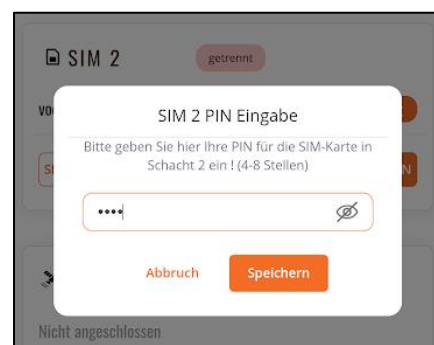 SIM 2
getrennt
SIM 2 PIN Eingabe
Bitte geben Sie hier Ihre PIN für die SIM-Karte in
Schacht 2 ein ! (4-8 Stellen)
••••
Abbruch
Speichern
Nicht angeschlossen